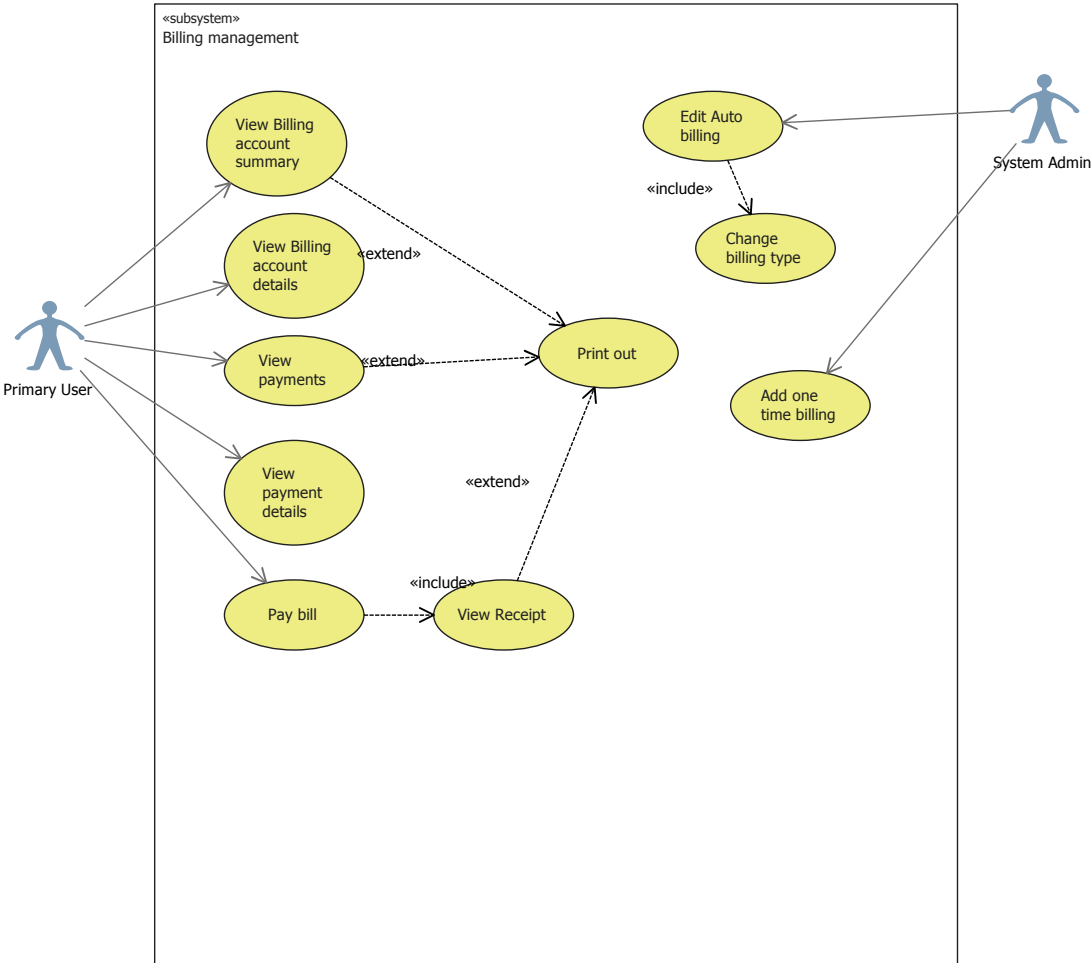 «subsystem»
Billing management
View Billing
account
summary
Edit Auto
billing
System Admin
«include»
View Billing
account
details
«extend»
Change
billing type
Primary User
View
payments
«extend»
Print out
Add one
time billing
View
payment
details
«extend»
Pay bill
«include»
View Receipt